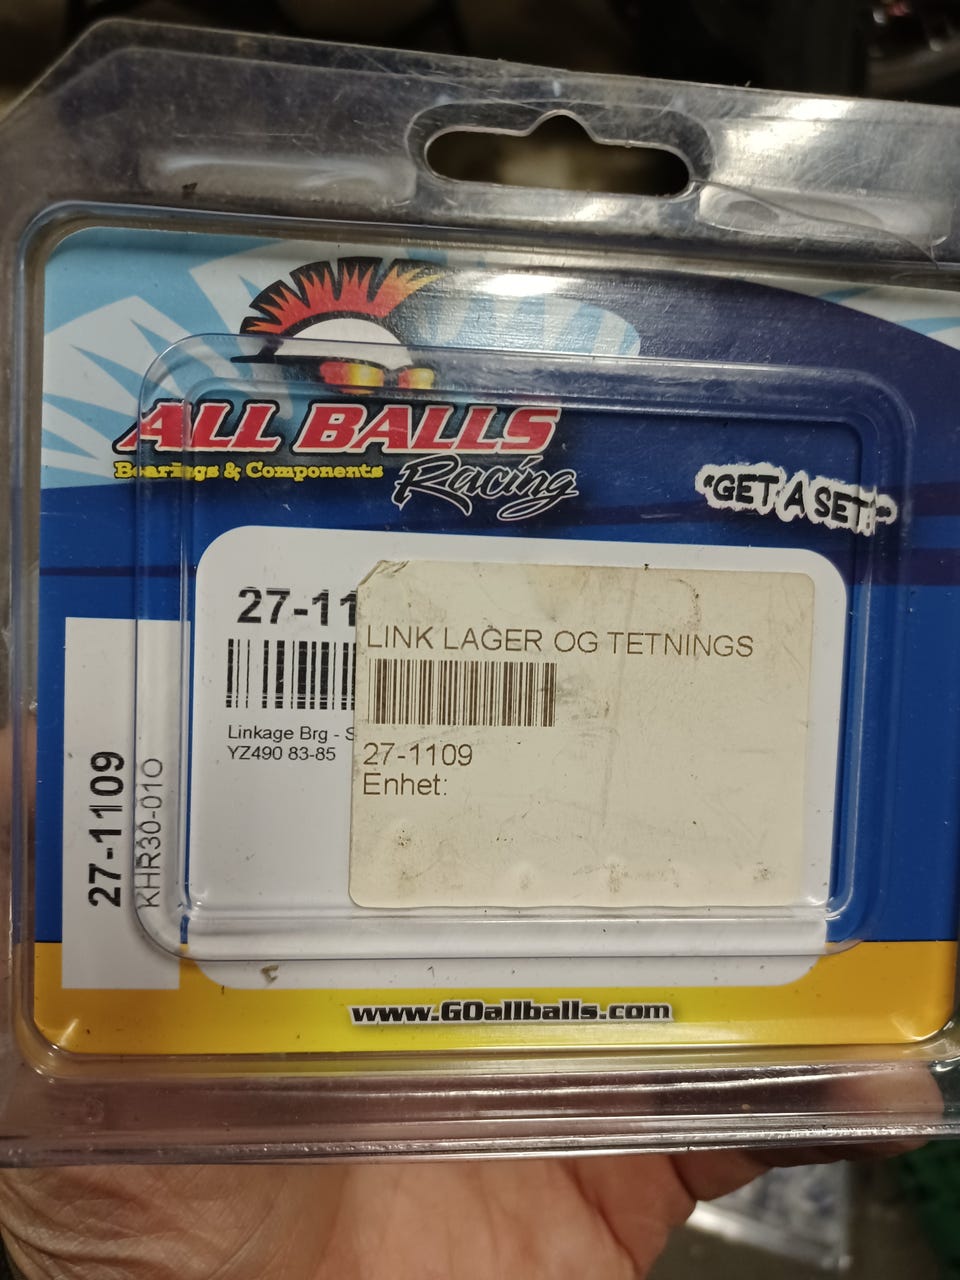 ALL BALLS
Bearings & Components
Racing
"GET A SET!"
27-11
LINK LAGER OG TETNINGS
Linkage Brg - S
YZ490 83-85
27-1109
Enhet:
27-1109
KHR30-01O
www.GOallballs.com